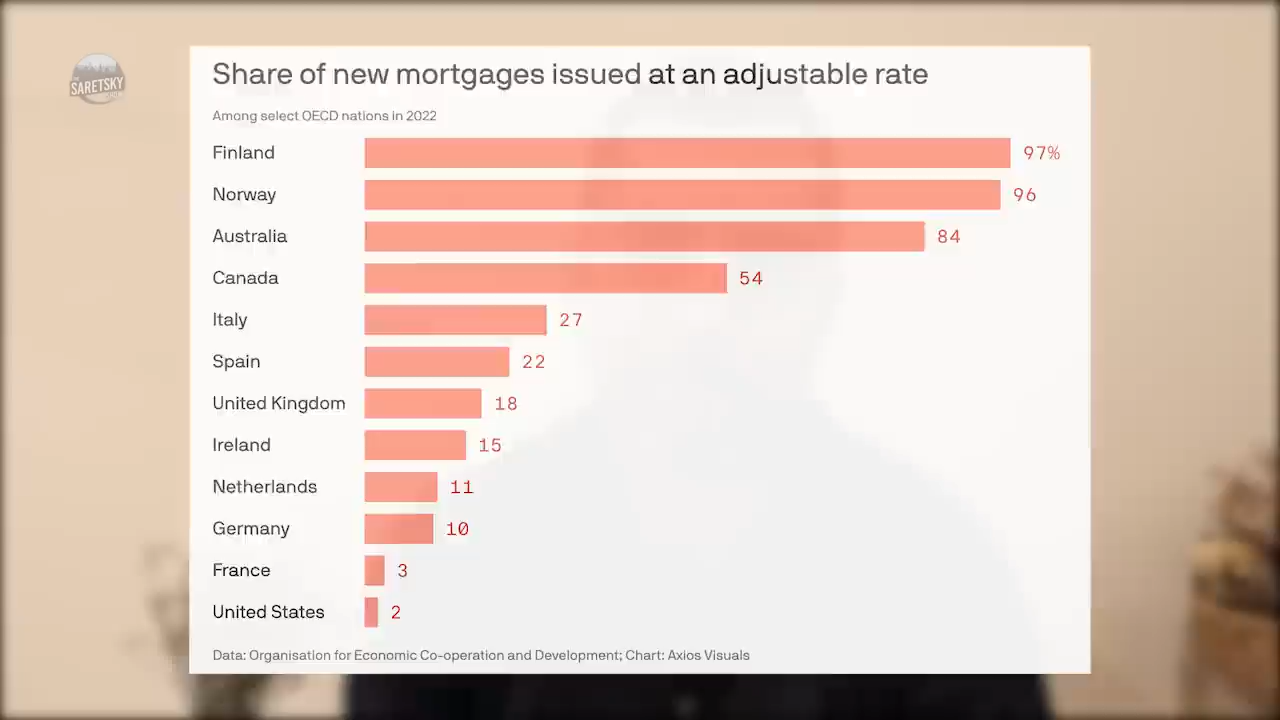 SARETSKY
Share of new mortgages issued at an adjustable rate
Among select OECD nations in 2022
Finland 97%
Norway 96
Australia 84
Canada 54
Italy 27
Spain 22
United Kingdom 18
Ireland 15
Netherlands 11
Germany 10
France 3
United States 2
Data: Organisation for Economic Co-operation and Development; Chart: Axios Visuals